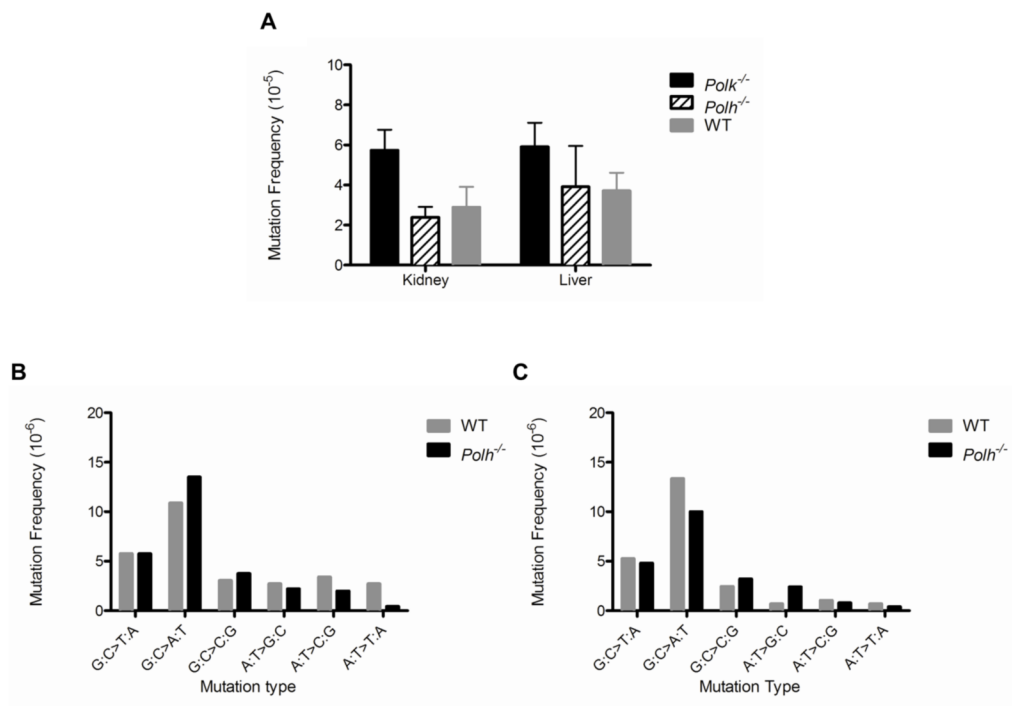 A
Mutation Frequency (10-5)
10
8
6
4
2
0
Kidney
Liver
Polk-/-
Polh-/-
WT
B
Mutation Frequency (10-6)
20
15
10
5
0
G:C>T:A
G:C>A:T
G:C>C:G
A:T>G:C
A:T>C:G
A:T>T:A
Mutation type
WT
Polh-/-
C
Mutation Frequency (10-6)
20
15
10
5
0
G:C>T:A
G:C>A:T
G:C>C:G
A:T>G:C
A:T>C:G
A:T>T:A
Mutation Type
WT
Polh-/-